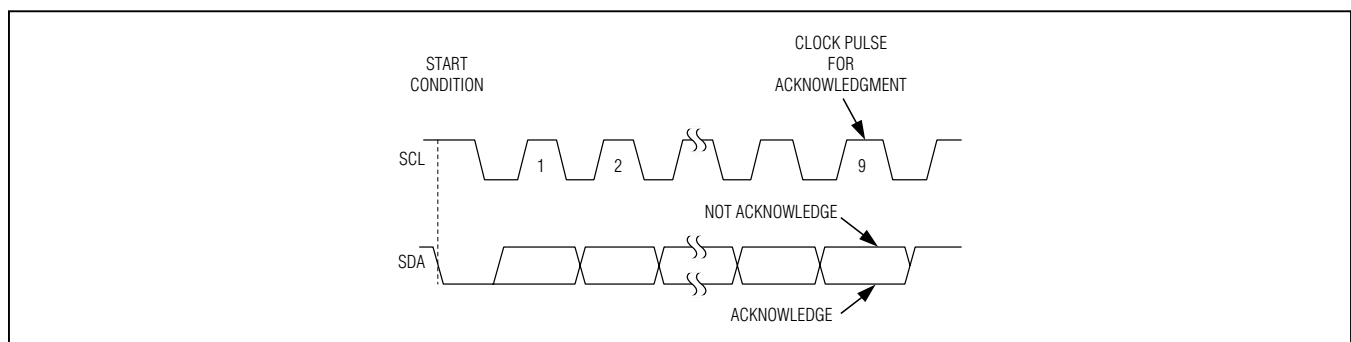 START
CONDITION
CLOCK PULSE
FOR
ACKNOWLEDGMENT
SCL
1
2
9
NOT ACKNOWLEDGE
SDA
ACKNOWLEDGE